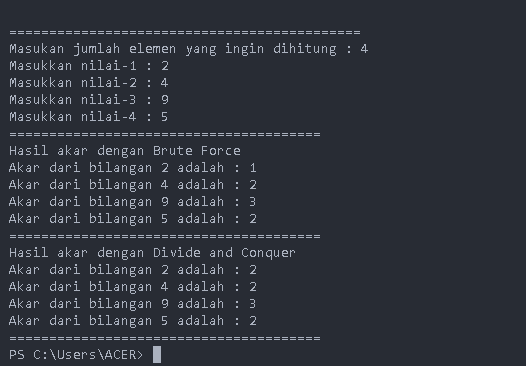 ============================================
Masukan jumlah elemen yang ingin dihitung : 4
Masukkan nilai-1 : 2
Masukkan nilai-2 : 4
Masukkan nilai-3 : 9
Masukkan nilai-4 : 5
=======================================
Hasil akar dengan Brute Force
Akar dari bilangan 2 adalah : 1
Akar dari bilangan 4 adalah : 2
Akar dari bilangan 9 adalah : 3
Akar dari bilangan 5 adalah : 2
=======================================
Hasil akar dengan Divide and Conquer
Akar dari bilangan 2 adalah : 2
Akar dari bilangan 4 adalah : 2
Akar dari bilangan 9 adalah : 3
Akar dari bilangan 5 adalah : 2
=======================================
PS C:\Users\ACER>